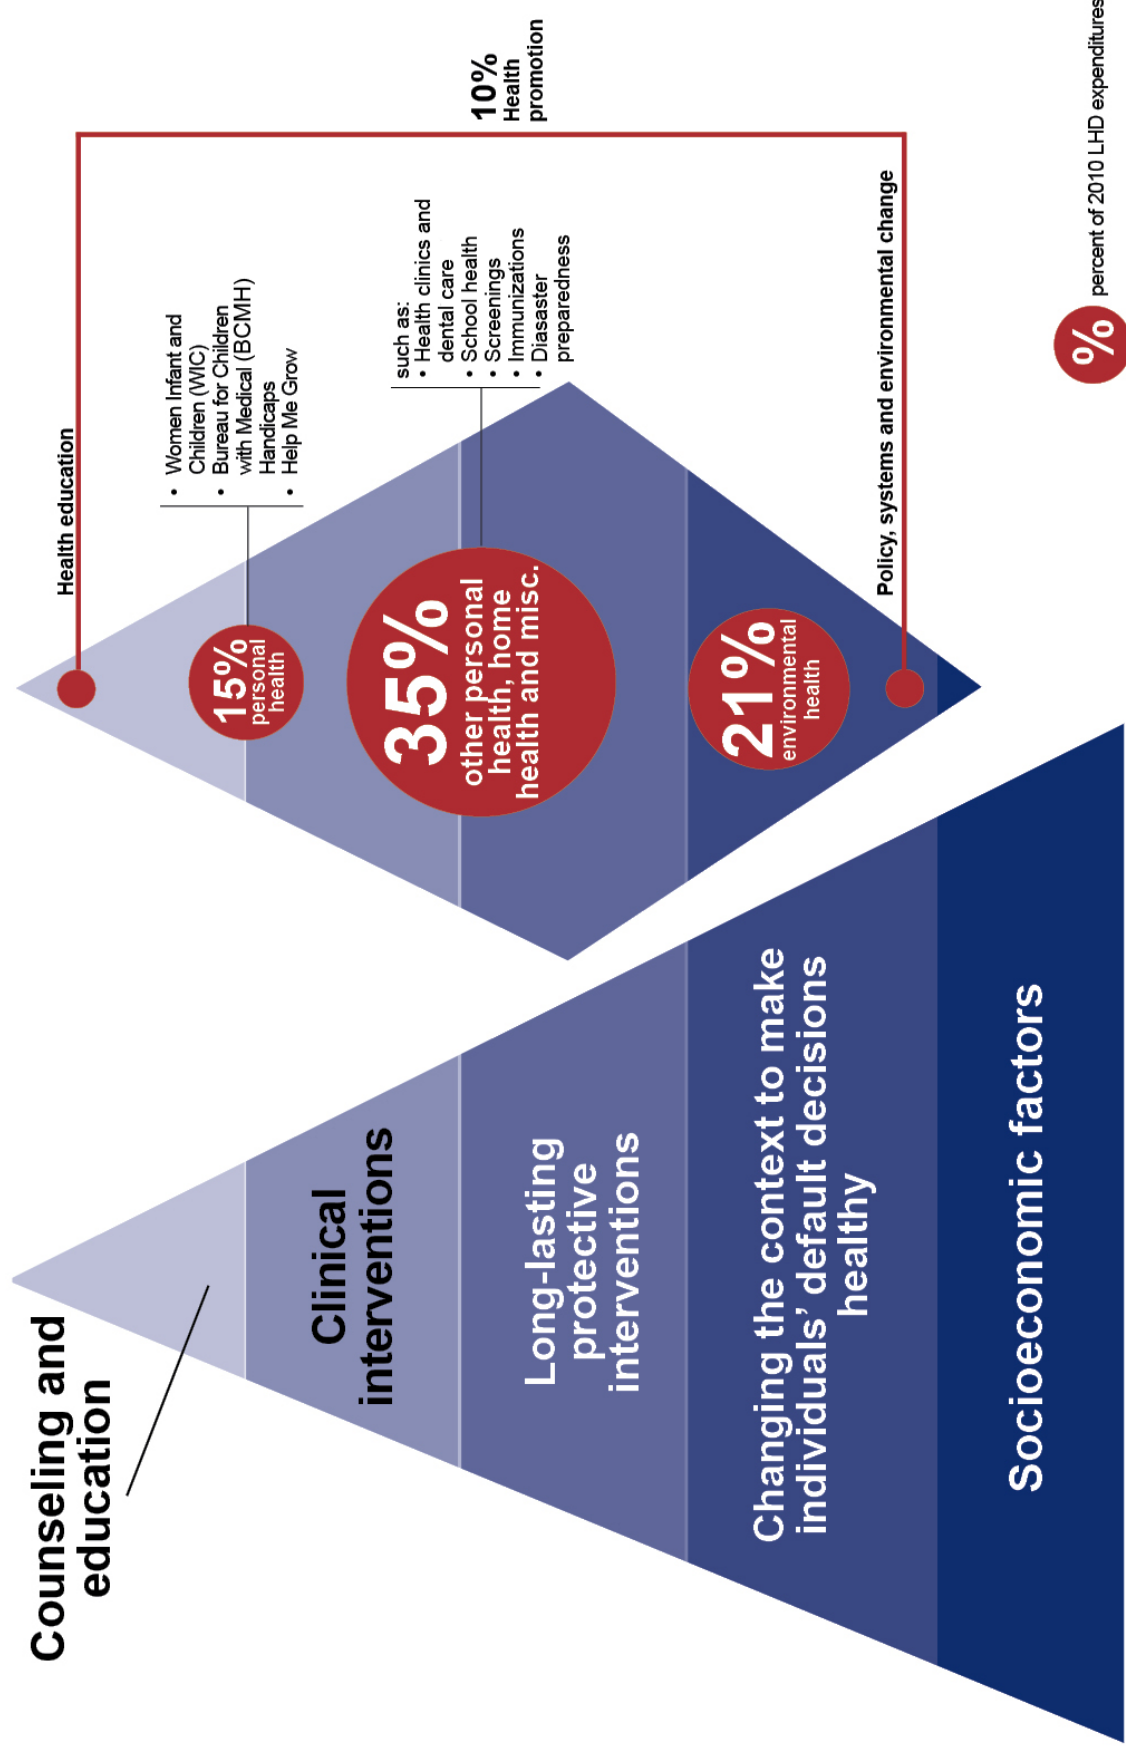 Counseling and
education
Clinical
interventions
Long-lasting
protective
interventions
Changing the context to make
individuals’ default decisions
healthy
Socioeconomic factors
Health education
15%
personal
health
• Women Infant and
Children (WIC)
• Bureau for Children
with Medical (BCMH)
Handicaps
• Help Me Grow
35%
other personal
health, home
health and misc.
such as:
• Health clinics and
dental care
• School health
• Screenings
• Immunizations
• Diasaster
preparedness
21%
environmental
health
Policy, systems and environmental change
10%
Health
promotion
%
percent of 2010 LHD expenditures